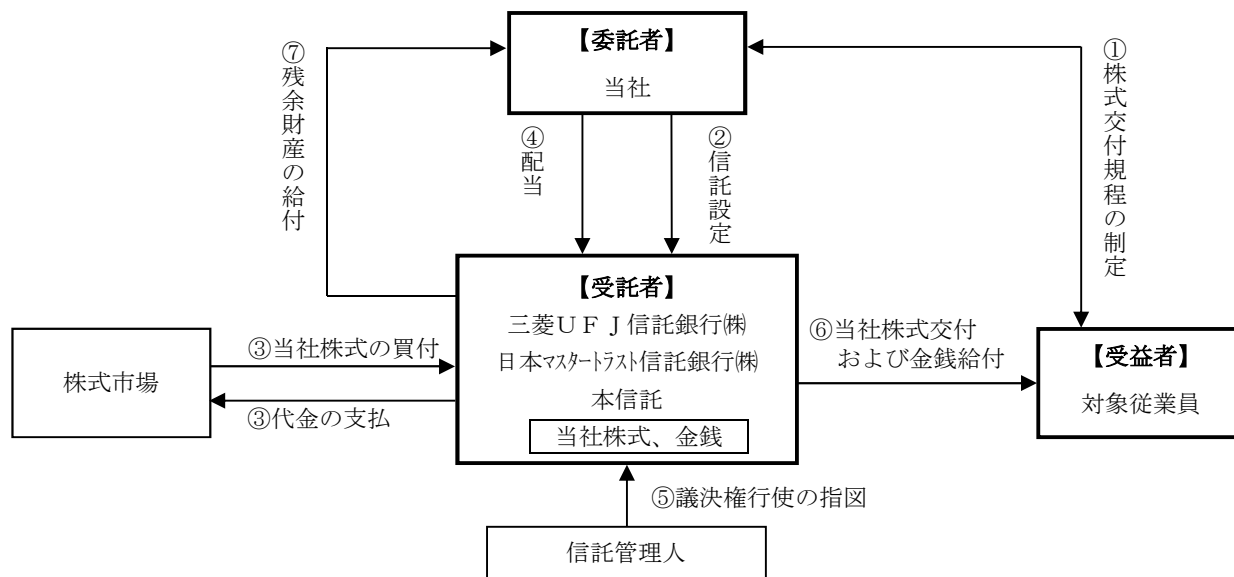 【委託者】
当社
⑦残余財産の給付
④配当
②信託設定
①株式交付規程の制定
【受託者】
三菱ＵＦＪ信託銀行㈱
日本ﾏｽﾀｰﾄﾗｽﾄ信託銀行㈱
本信託
当社株式、金銭
株式市場
③当社株式の買付
③代金の支払
⑥当社株式交付
および金銭給付
【受益者】
対象従業員
⑤議決権行使の指図
信託管理人